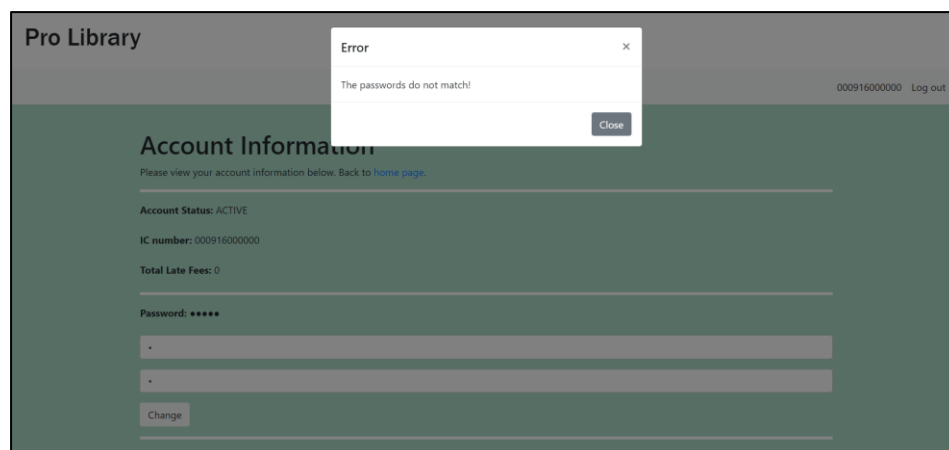 Pro Library
Error ×
The passwords do not match!
000916000000 Log out
Close
Account Information
Please view your account information below. Back to home page.
Account Status: ACTIVE
IC number: 000916000000
Total Late Fees: 0
Password: •••••
•
•
Change